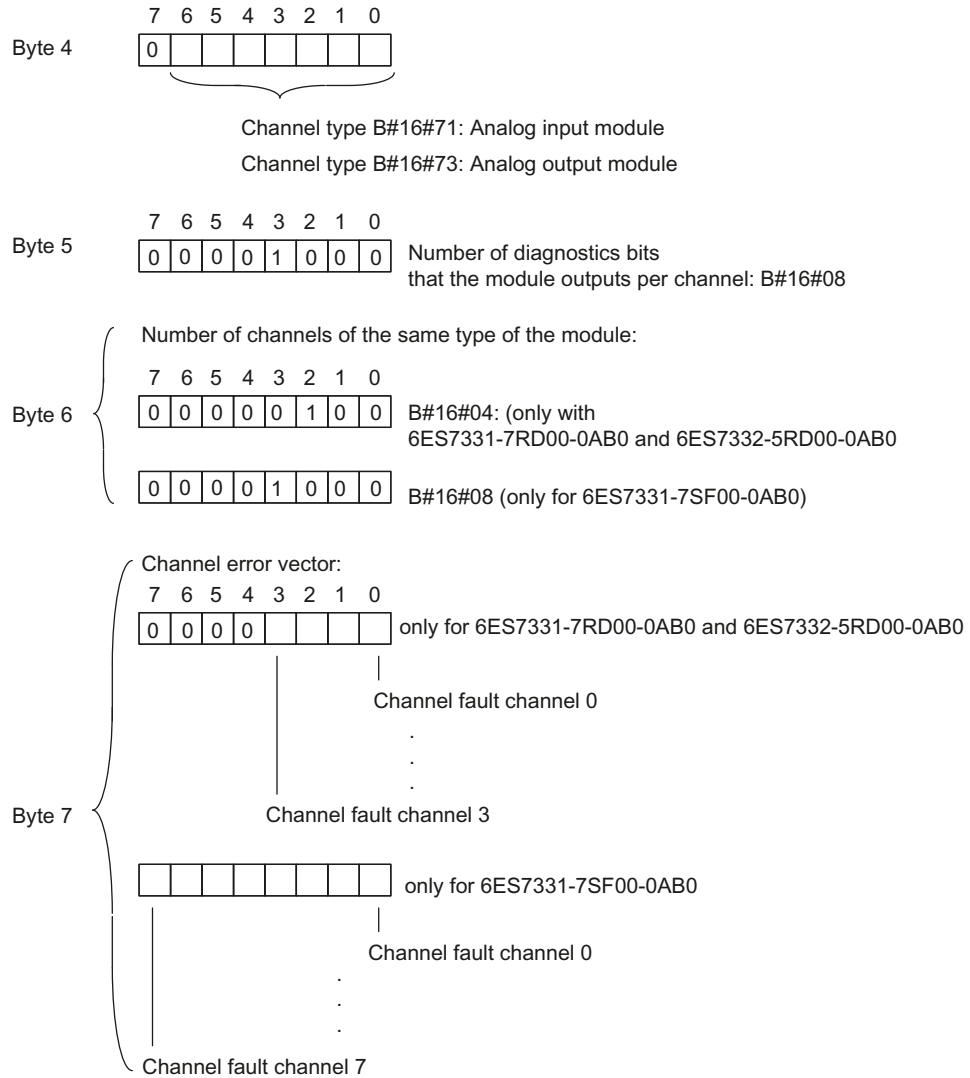 7 6 5 4 3 2 1 0
Byte 4
0
Channel type B#16#71: Analog input module
Channel type B#16#73: Analog output module
7 6 5 4 3 2 1 0
Byte 5
0 0 0 0 1 0 0 0
Number of diagnostics bits
that the module outputs per channel: B#16#08
Number of channels of the same type of the module:
7 6 5 4 3 2 1 0
Byte 6
0 0 0 0 0 1 0 0
B#16#04: (only with
6ES7331-7RD00-0AB0 and 6ES7332-5RD00-0AB0
0 0 0 0 1 0 0 0
B#16#08 (only for 6ES7331-7SF00-0AB0)
Channel error vector:
7 6 5 4 3 2 1 0
0 0 0 0
only for 6ES7331-7RD00-0AB0 and 6ES7332-5RD00-0AB0
Channel fault channel 0
.
.
.
Channel fault channel 3
Byte 7
only for 6ES7331-7SF00-0AB0
Channel fault channel 0
.
.
.
Channel fault channel 7